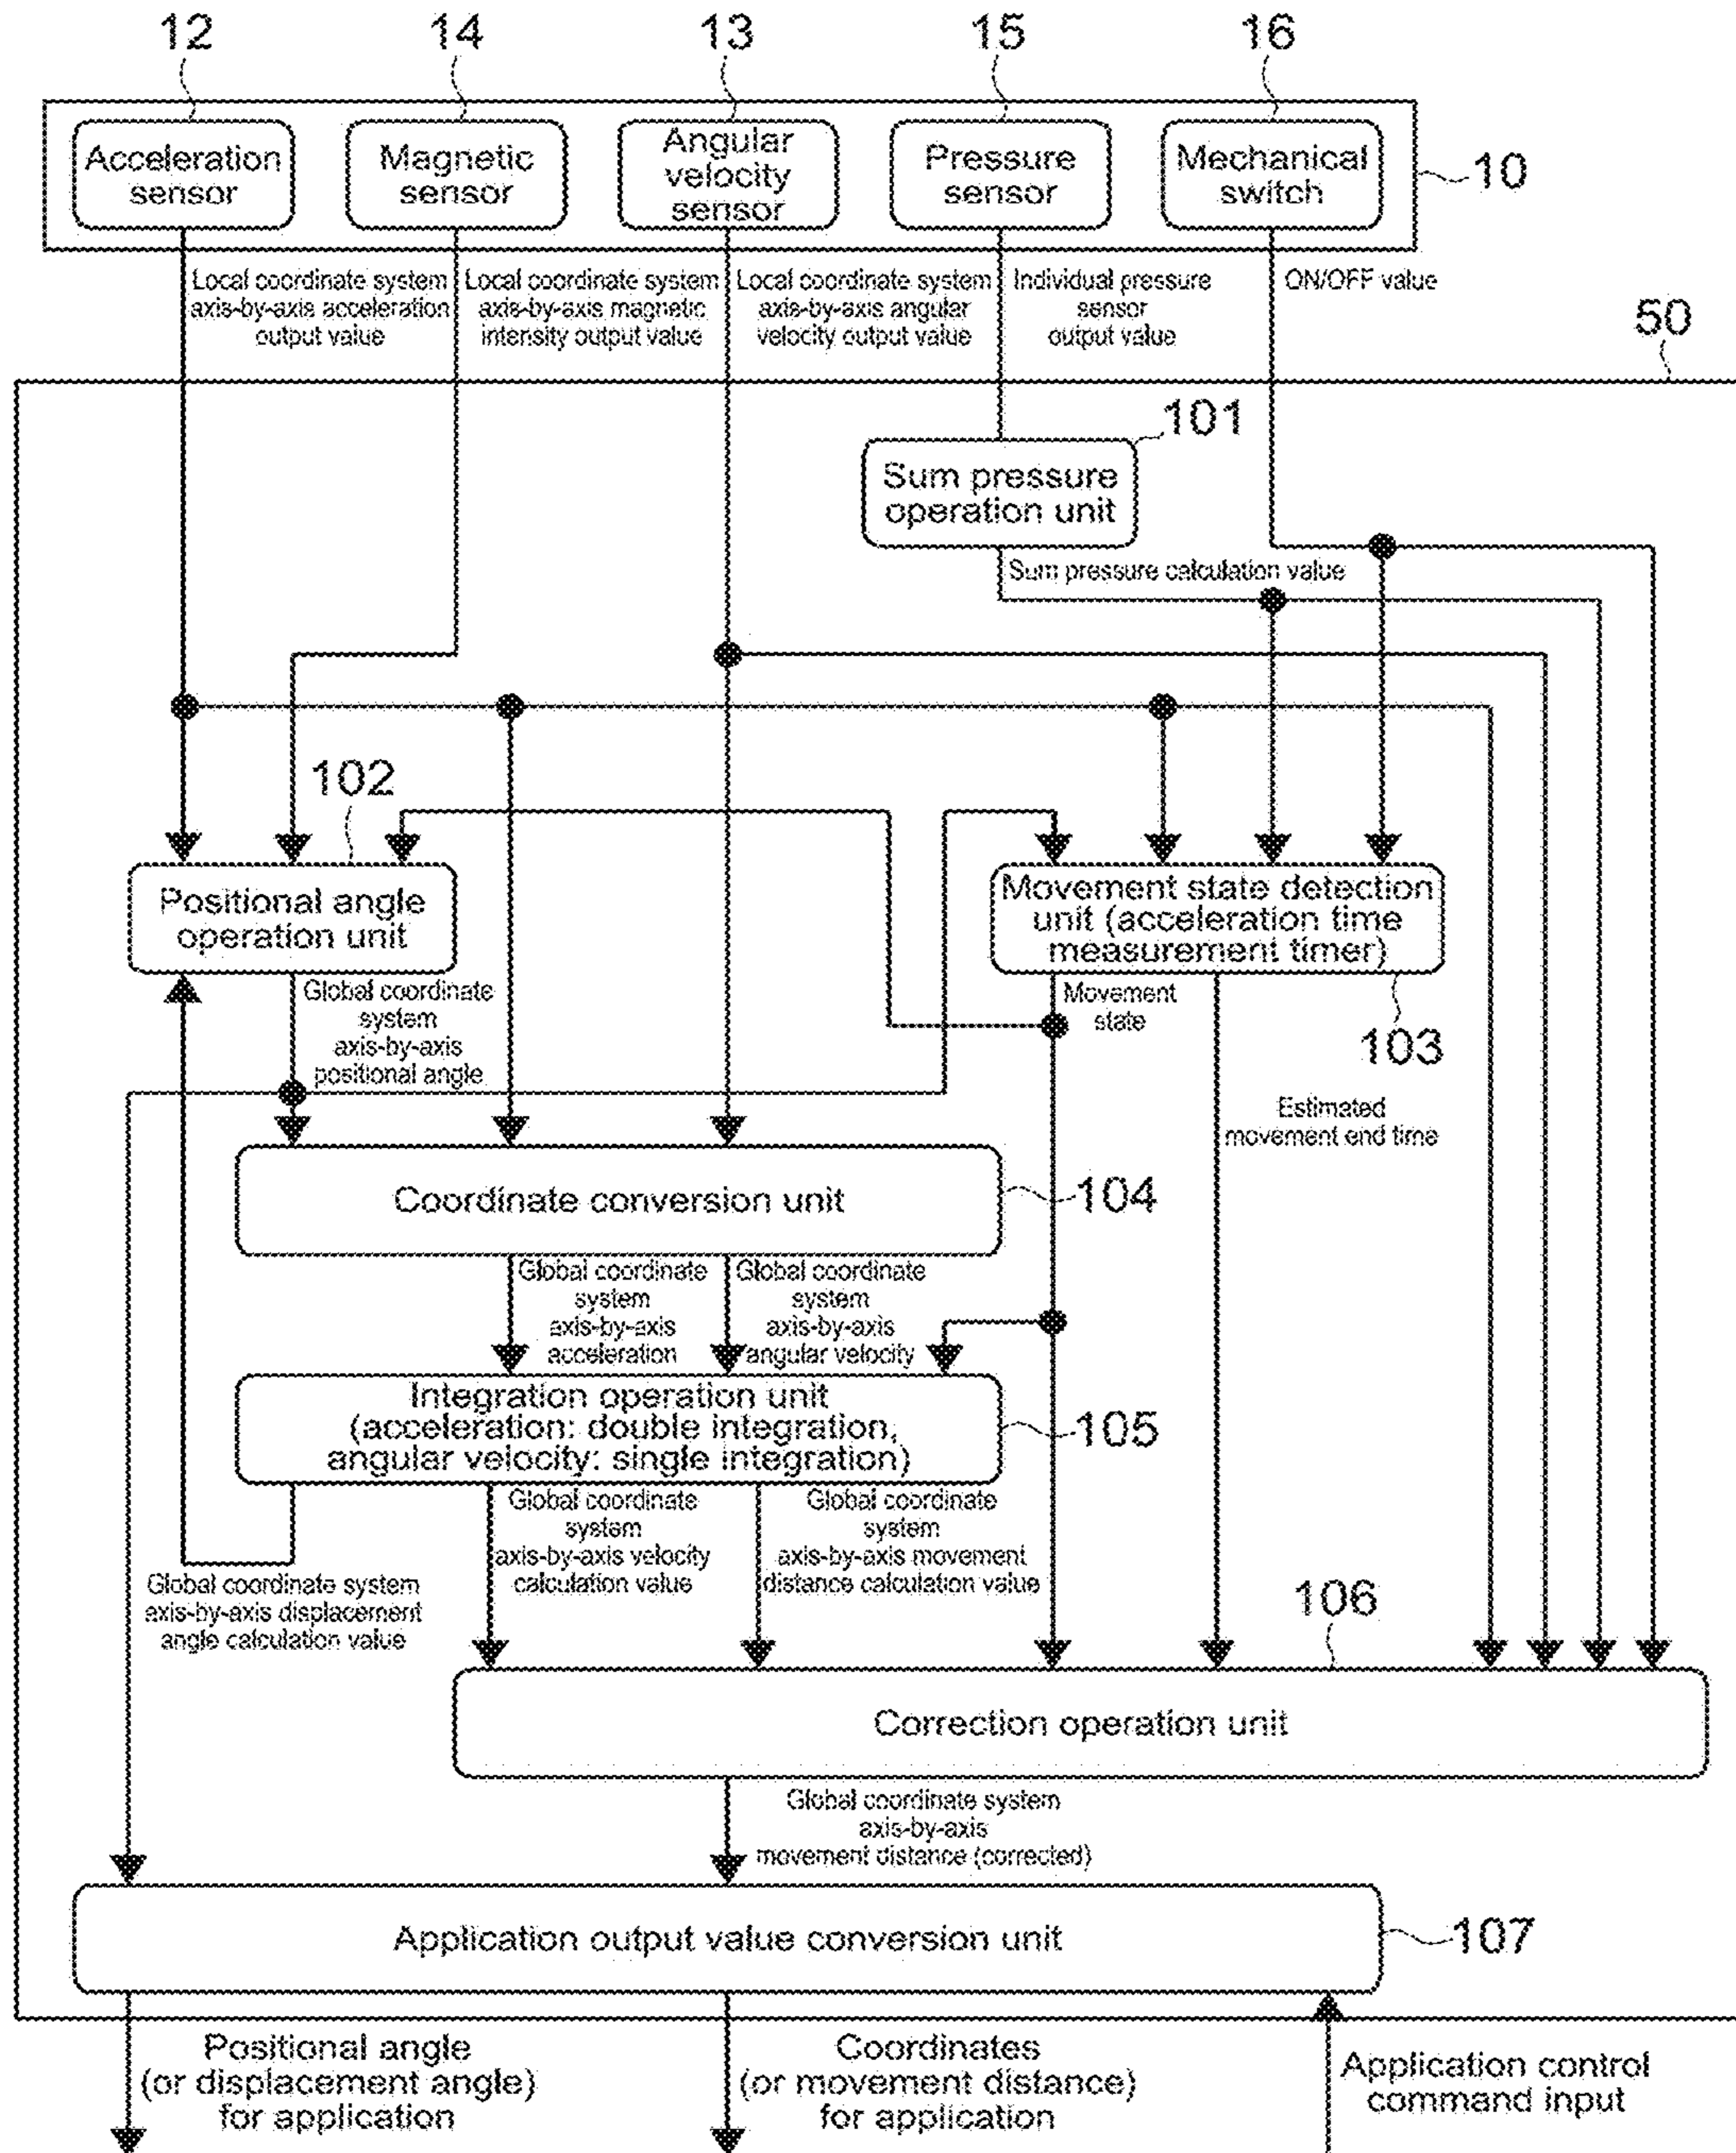 12
14
13
15
16
Acceleration
sensor
Magnetic
sensor
Angular
velocity
sensor
Pressure
sensor
Mechanical
switch
10
Local coordinate system
axis-by-axis acceleration
output value
Local coordinate system
axis-by-axis magnetic
intensity output value
Local coordinate system
axis-by-axis angular
velocity output value
Individual pressure
sensor
output value
ON/OFF value
50
101
Sum pressure
operation unit
Sum pressure calculation value
102
Positional angle
operation unit
Movement state detection
unit (acceleration time
measurement timer)
103
Global coordinate
system
axis-by-axis
positional angle
Movement
state
Estimated
movement end time
Coordinate conversion unit
104
Global coordinate
system
axis-by-axis
acceleration
Global coordinate
system
axis-by-axis
angular velocity
Integration operation unit
(acceleration: double integration,
angular velocity: single integration)
105
Global coordinate system
axis-by-axis displacement
angle calculation value
Global coordinate
system
axis-by-axis velocity
calculation value
Global coordinate
system
axis-by-axis movement
distance calculation value
106
Correction operation unit
Global coordinate system
axis-by-axis
movement distance (corrected)
Application output value conversion unit
107
Positional angle
(or displacement angle)
for application
Coordinates
(or movement distance)
for application
Application control
command input